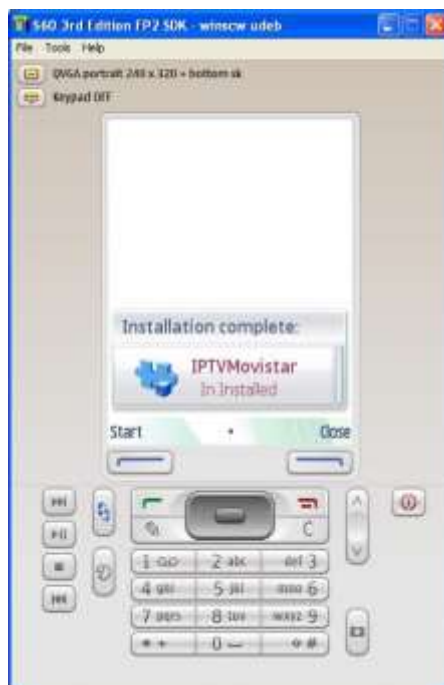 S60 3rd Edition FP2 SDK - winscw udeb
File Tools Help
QVGA portrait 240 x 320 + bottom sk
Keypad OFF
Installation complete:
IPTVMovistar
In Installed
Start Close
C
1 2 abc def 3
4 ghi 5 jkl mno 6
7 pqrs 8 tuv wxyz 9
* + 0 #